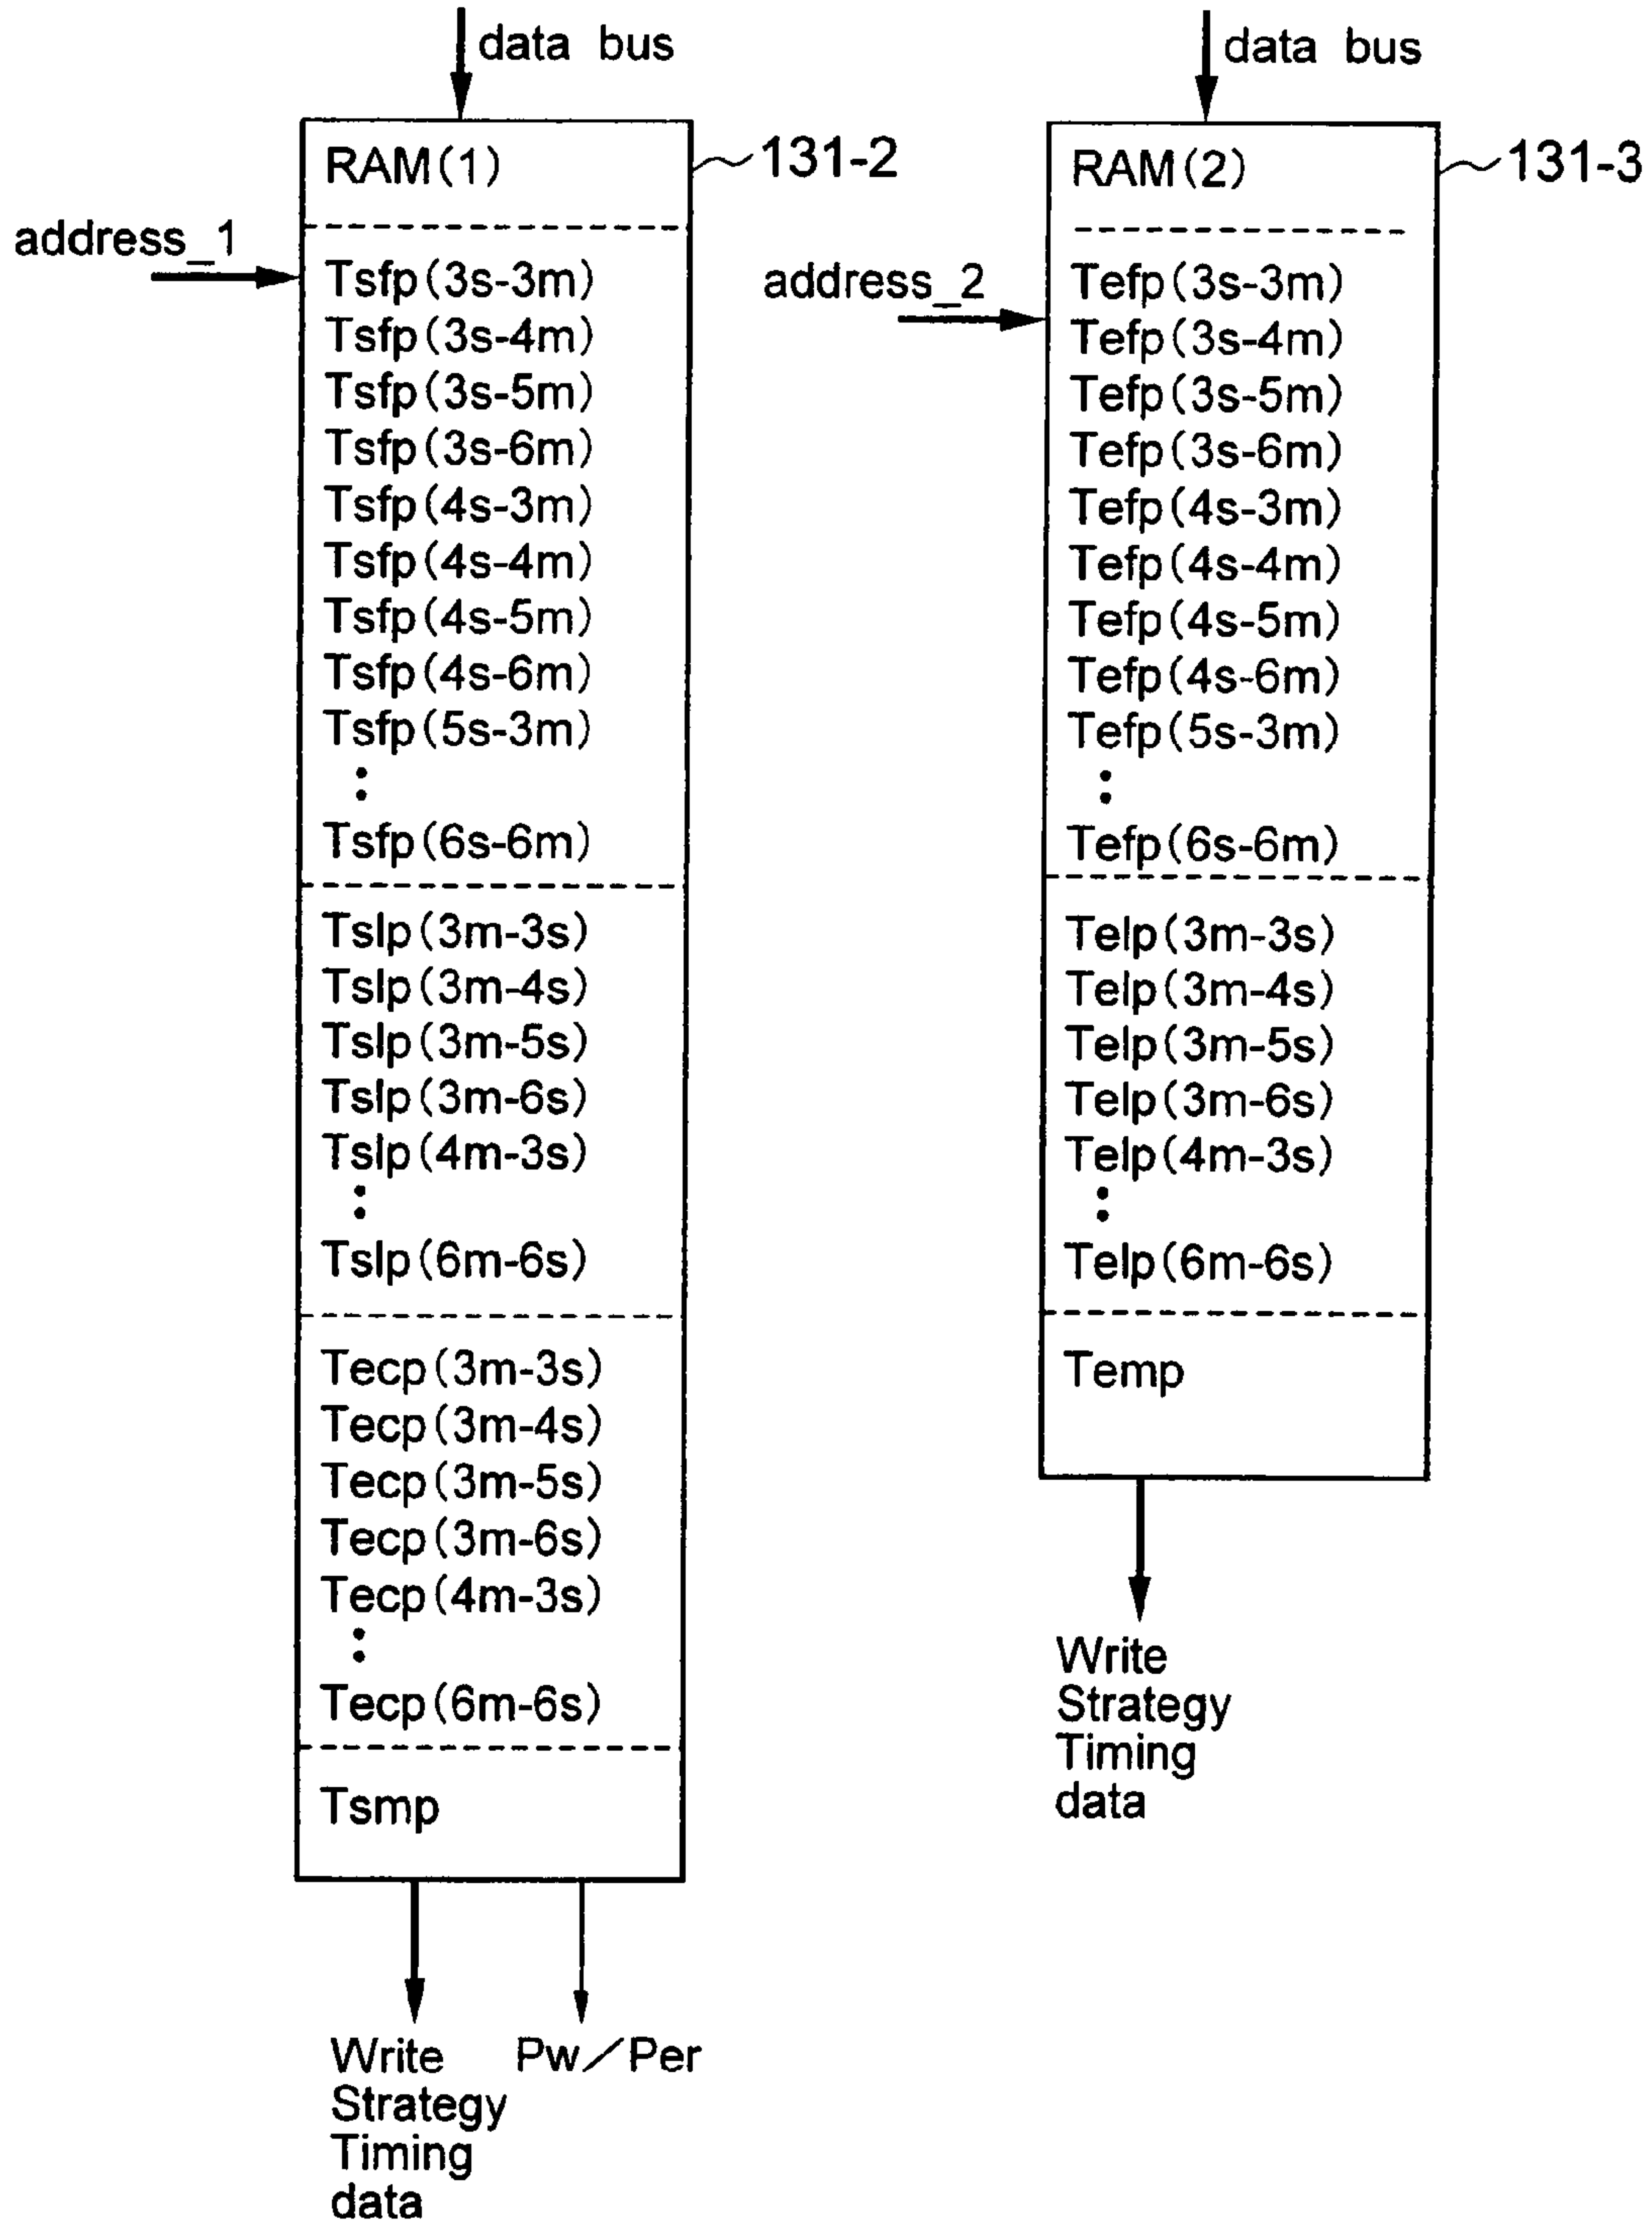 data bus
RAM(1)
131-2
address_1
Tsfp(3s-3m)
Tsfp(3s-4m)
Tsfp(3s-5m)
Tsfp(3s-6m)
Tsfp(4s-3m)
Tsfp(4s-4m)
Tsfp(4s-5m)
Tsfp(4s-6m)
Tsfp(5s-3m)
:
Tsfp(6s-6m)
Tslp(3m-3s)
Tslp(3m-4s)
Tslp(3m-5s)
Tslp(3m-6s)
Tslp(4m-3s)
:
Tslp(6m-6s)
Tecp(3m-3s)
Tecp(3m-4s)
Tecp(3m-5s)
Tecp(3m-6s)
Tecp(4m-3s)
:
Tecp(6m-6s)
Tsmp
Write
Strategy
Timing
data
Pw/Per
data bus
RAM(2)
131-3
address_2
Tefp(3s-3m)
Tefp(3s-4m)
Tefp(3s-5m)
Tefp(3s-6m)
Tefp(4s-3m)
Tefp(4s-4m)
Tefp(4s-5m)
Tefp(4s-6m)
Tefp(5s-3m)
:
Tefp(6s-6m)
Telp(3m-3s)
Telp(3m-4s)
Telp(3m-5s)
Telp(3m-6s)
Telp(4m-3s)
:
Telp(6m-6s)
Temp
Write
Strategy
Timing
data